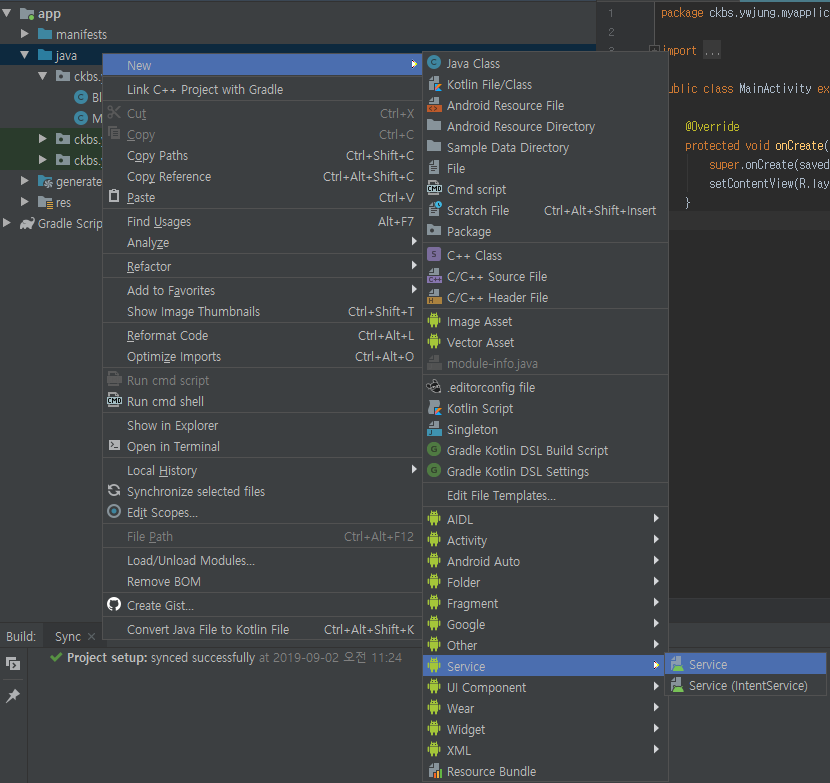 app
manifests
java
ckbs.
Bl
M
ckbs.
ckbs.
generate
res
Gradle Scrip
New
Link C++ Project with Gradle
Cut Ctrl+X
Copy Ctrl+C
Copy Paths Ctrl+Shift+C
Copy Reference Ctrl+Alt+Shift+C
Paste Ctrl+V
Find Usages Alt+F7
Analyze
Refactor
Add to Favorites
Show Image Thumbnails Ctrl+Shift+T
Reformat Code Ctrl+Alt+L
Optimize Imports Ctrl+Alt+O
Run cmd script
Run cmd shell
Show in Explorer
Open in Terminal
Local History
Synchronize selected files
Edit Scopes...
File Path Ctrl+Alt+F12
Load/Unload Modules...
Remove BOM
Create Gist...
Convert Java File to Kotlin File Ctrl+Alt+Shift+K
Java Class
Kotlin File/Class
Android Resource File
Android Resource Directory
Sample Data Directory
File
Cmd script
Scratch File Ctrl+Alt+Shift+Insert
Package
C++ Class
C/C++ Source File
C/C++ Header File
Image Asset
Vector Asset
module-info.java
.editorconfig file
Kotlin Script
Singleton
Gradle Kotlin DSL Build Script
Gradle Kotlin DSL Settings
Edit File Templates...
AIDL
Activity
Android Auto
Folder
Fragment
Google
Other
Service
UI Component
Wear
Widget
XML
Resource Bundle
Service
Service (IntentService)
1 package ckbs.ywjung.myapplic
2
3 import ...
ublic class MainActivity ex
@Override
protected void onCreate(
super.onCreate(saved
setContentView(R.lay
}
Build: Sync ×
Project setup: synced successfully at 2019-09-02 오전 11:24